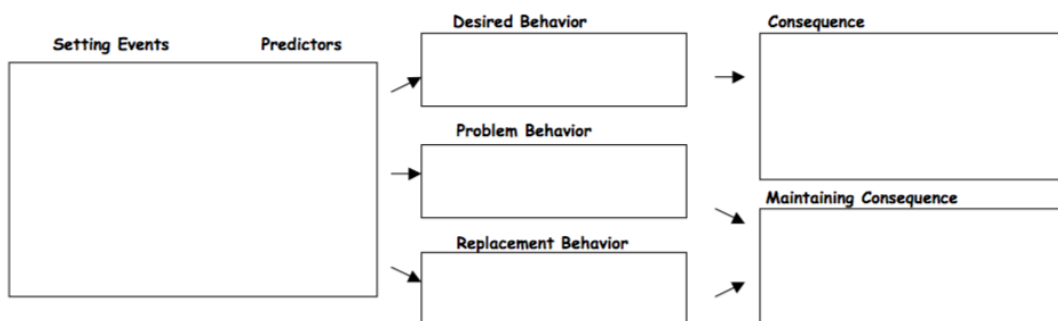 Setting Events Predictors
Desired Behavior
Consequence
Problem Behavior
Maintaining Consequence
Replacement Behavior